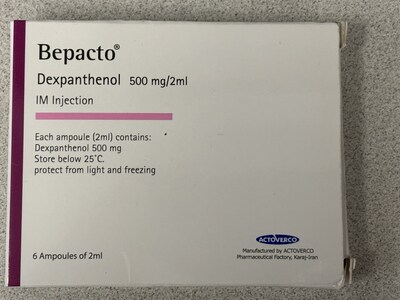 Bepacto®
Dexpanthenol 500 mg/2ml
IM Injection
Each ampoule (2ml) contains:
Dexpanthenol 500 mg
Store below 25°C.
protect from light and freezing
ACTOVERCO
Manufactured by ACTOVERCO
Pharmaceutical Factory, Karaj-Iran
6 Ampoules of 2ml